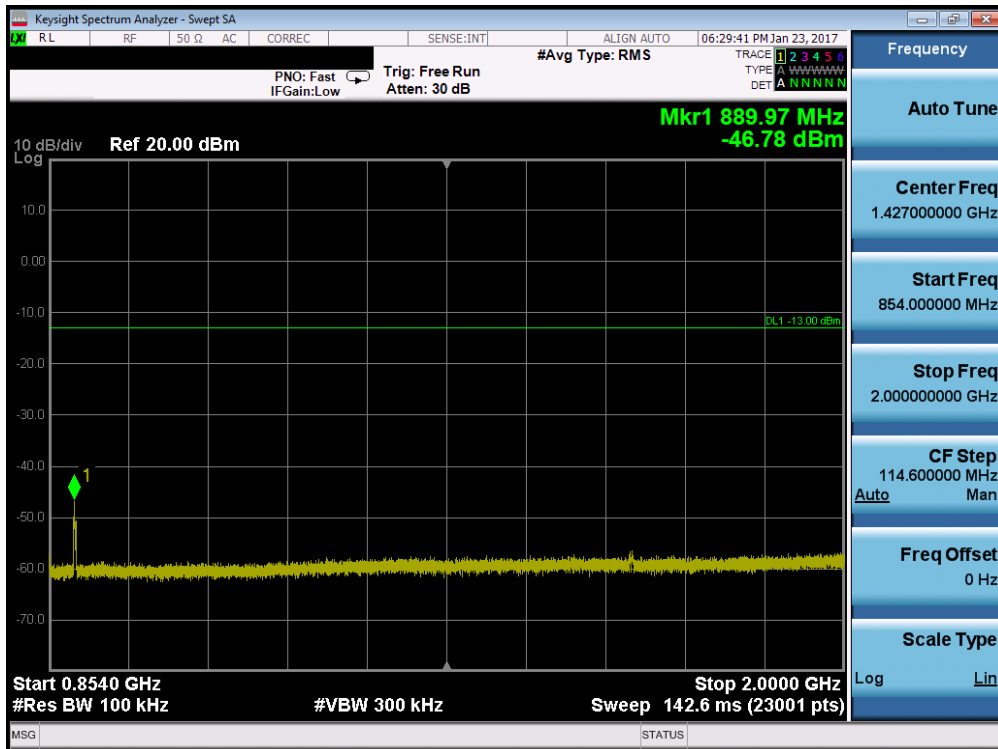 Keysight Spectrum Analyzer - Swept SA
LXI RL RF 50 Ω AC CORREC SENSE:INT ALIGN AUTO 06:29:41 PM Jan 23, 2017
#Avg Type: RMS TRACE 1 2 3 4 5 6
PNO: Fast Trig: Free Run TYPE A WWWWW
IFGain:Low Atten: 30 dB DET A N N N N N
Mkr1 889.97 MHz
-46.78 dBm
10 dB/div Ref 20.00 dBm
Log
10.0
0.00
-10.0
DL1 -13.00 dBm
-20.0
-30.0
-40.0
1
-50.0
-60.0
-70.0
Start 0.8540 GHz Stop 2.0000 GHz
#Res BW 100 kHz #VBW 300 kHz Sweep 142.6 ms (23001 pts)
MSG STATUS
Frequency
Auto Tune
Center Freq
1.427000000 GHz
Start Freq
854.000000 MHz
Stop Freq
2.000000000 GHz
CF Step
114.600000 MHz
Auto Man
Freq Offset
0 Hz
Scale Type
Log Lin